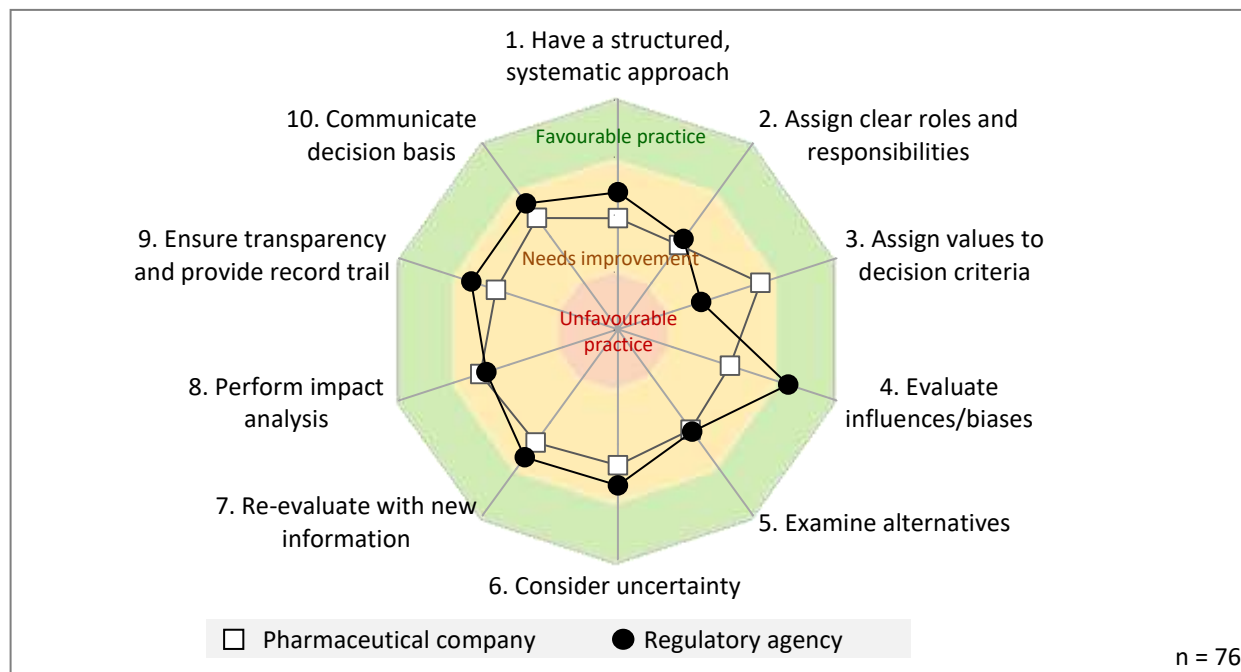 1. Have a structured,
systematic approach
10. Communicate
decision basis
Favourable practice
2. Assign clear roles and
responsibilities
9. Ensure transparency
and provide record trail
Needs improvement
3. Assign values to
decision criteria
Unfavourable
practice
8. Perform impact
analysis
4. Evaluate
influences/biases
7. Re-evaluate with new
information
5. Examine alternatives
6. Consider uncertainty
Pharmaceutical company
Regulatory agency
n = 76